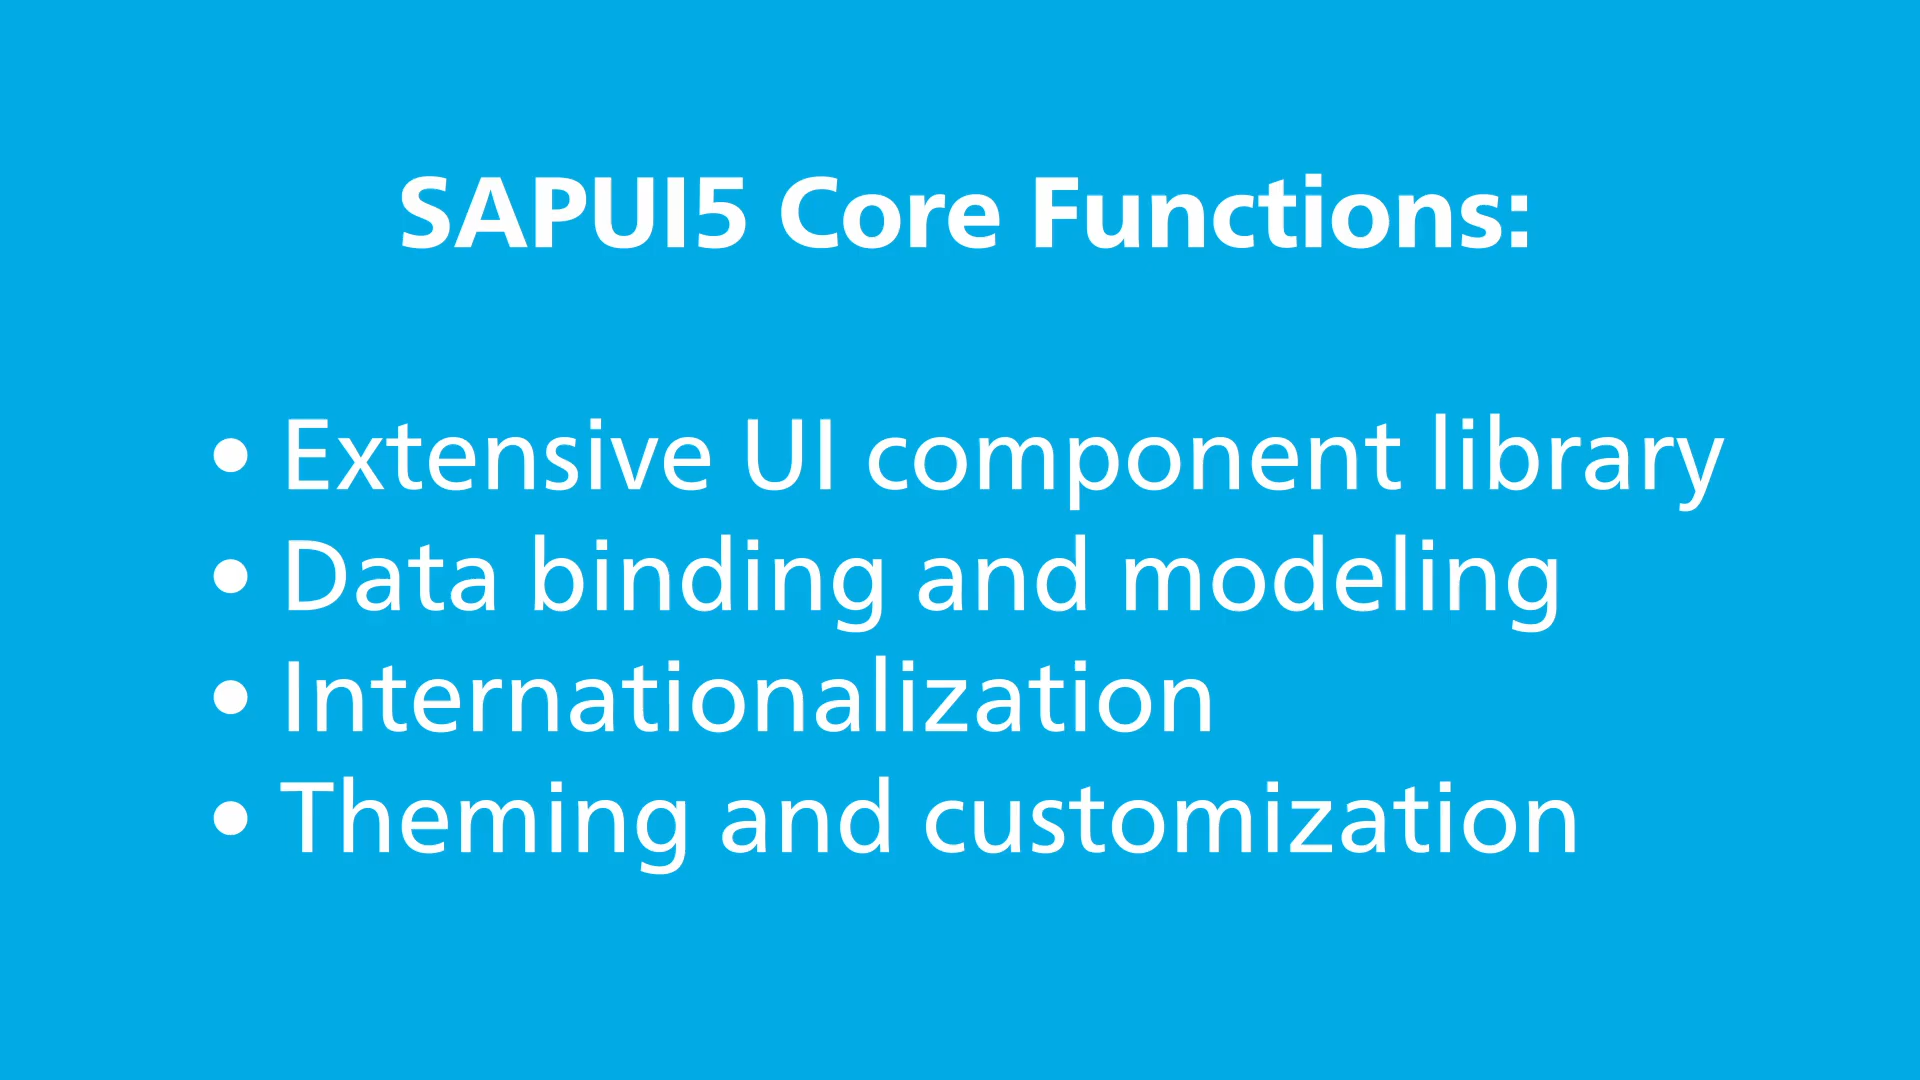 SAPUI5 Core Functions:
• Extensive UI component library
• Data binding and modeling
• Internationalization
• Theming and customization